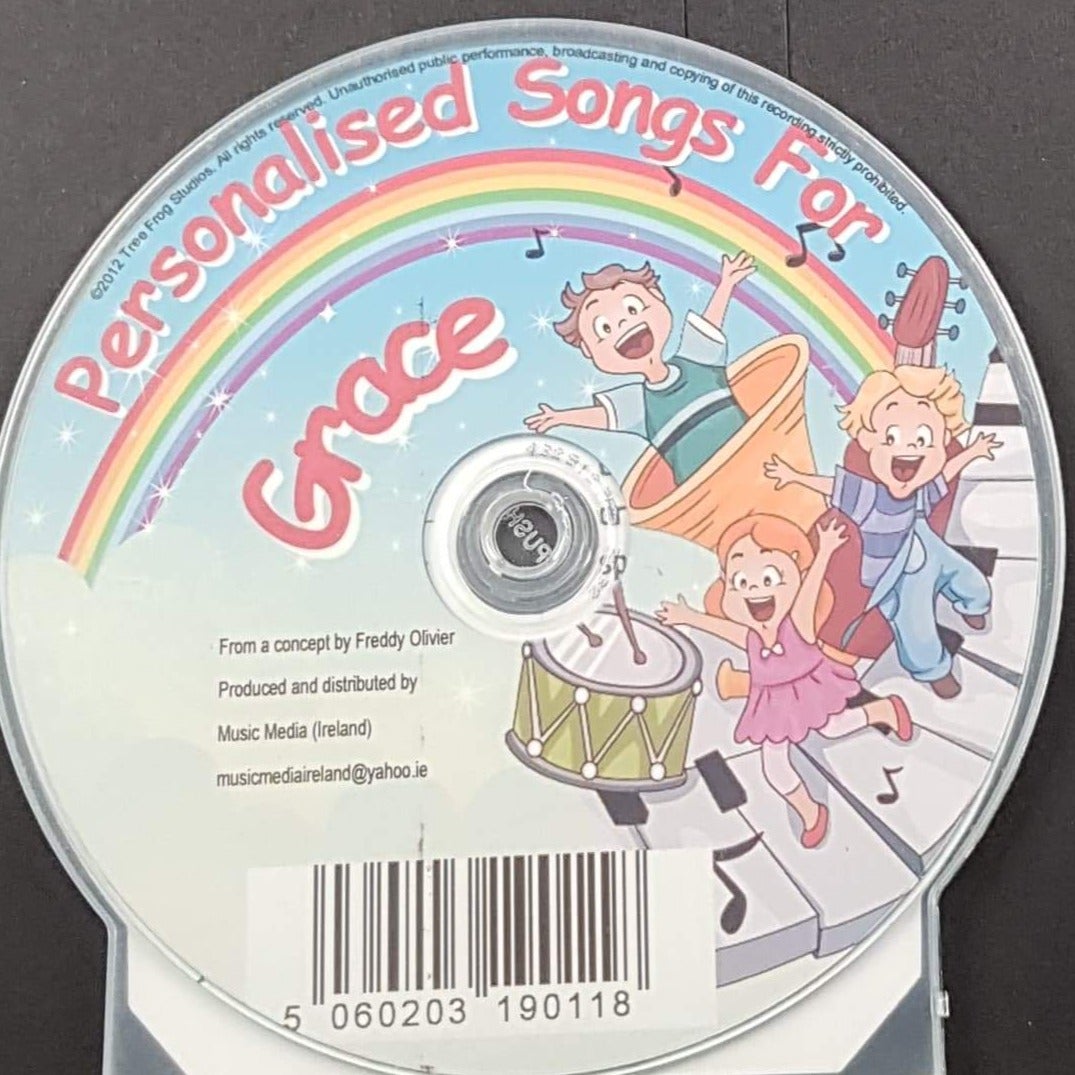 ©2012 Tree Frog Studios. All rights reserved. Unauthorised public performance, broadcasting and copying of this recording strictly prohibited.
Personalised Songs For
Grace
PUSH
From a concept by Freddy Olivier
Produced and distributed by
Music Media (Ireland)
musicmediaireland@yahoo.ie
5 060203 190118